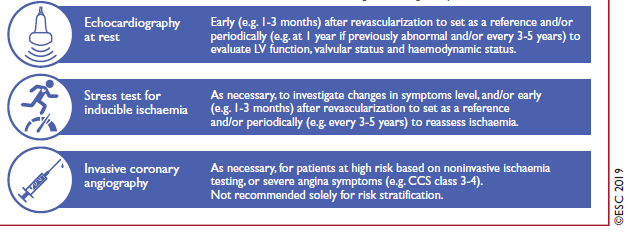 Echocardiography
at rest
Early (e.g. 1-3 months) after revascularization to set as a reference and/or
periodically (e.g. at 1 year if previously abnormal and/or every 3-5 years) to
evaluate LV function, valvular status and haemodynamic status.
Stress test for
inducible ischaemia
As necessary, to investigate changes in symptoms level, and/or early
(e.g. 1-3 months) after revascularization to set as a reference
and/or periodically (e.g. every 3-5 years) to reassess ischaemia.
Invasive coronary
angiography
As necessary, for patients at high risk based on noninvasive ischaemia
testing, or severe angina symptoms (e.g. CCS class 3-4).
Not recommended solely for risk stratification.
©ESC 2019